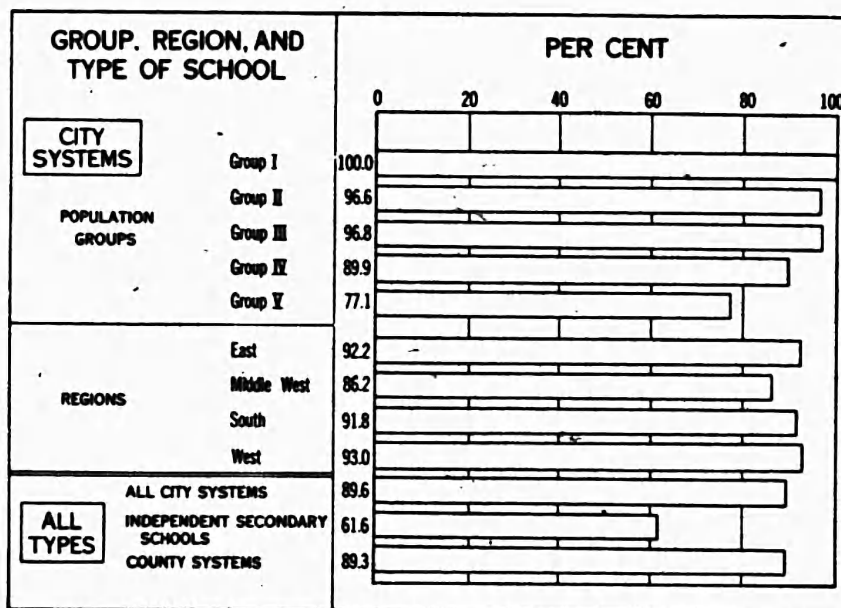 GROUP. REGION, AND
TYPE OF SCHOOL
PER CENT
0 20 40 60 80 100
CITY
SYSTEMS
POPULATION
GROUPS
Group I 100.0
Group II 96.6
Group III 96.8
Group IV 89.9
Group V 77.1
REGIONS
East 92.2
Middle West 86.2
South 91.8
West 93.0
ALL
TYPES
ALL CITY SYSTEMS 89.6
INDEPENDENT SECONDARY
SCHOOLS 61.6
COUNTY SYSTEMS 89.3